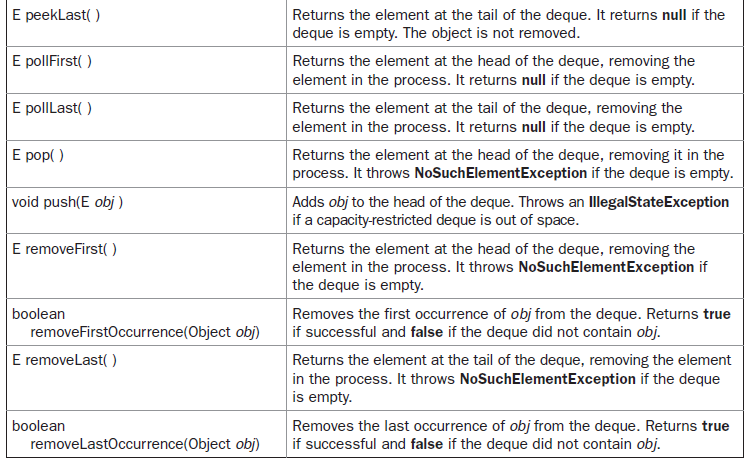 E peekLast( )
Returns the element at the tail of the deque. It returns null if the
deque is empty. The object is not removed.
E pollFirst( )
Returns the element at the head of the deque, removing the
element in the process. It returns null if the deque is empty.
E pollLast( )
Returns the element at the tail of the deque, removing the
element in the process. It returns null if the deque is empty.
E pop( )
Returns the element at the head of the deque, removing it in the
process. It throws NoSuchElementException if the deque is empty.
void push(E obj )
Adds obj to the head of the deque. Throws an IllegalStateException
if a capacity-restricted deque is out of space.
E removeFirst( )
Returns the element at the head of the deque, removing the
element in the process. It throws NoSuchElementException if
the deque is empty.
boolean
removeFirstOccurrence(Object obj)
Removes the first occurrence of obj from the deque. Returns true
if successful and false if the deque did not contain obj.
E removeLast( )
Returns the element at the tail of the deque, removing the element
in the process. It throws NoSuchElementException if the deque
is empty.
boolean
removeLastOccurrence(Object obj)
Removes the last occurrence of obj from the deque. Returns true
if successful and false if the deque did not contain obj.